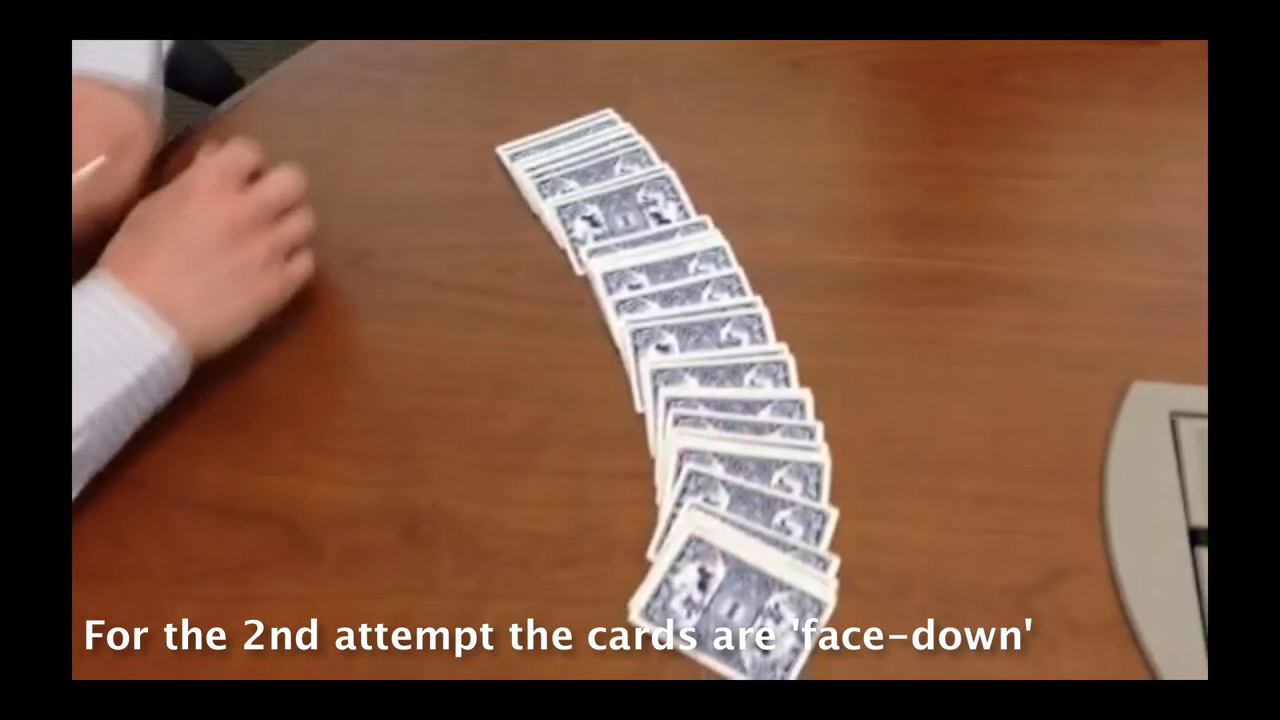 For the 2nd attempt the cards are 'face-down'